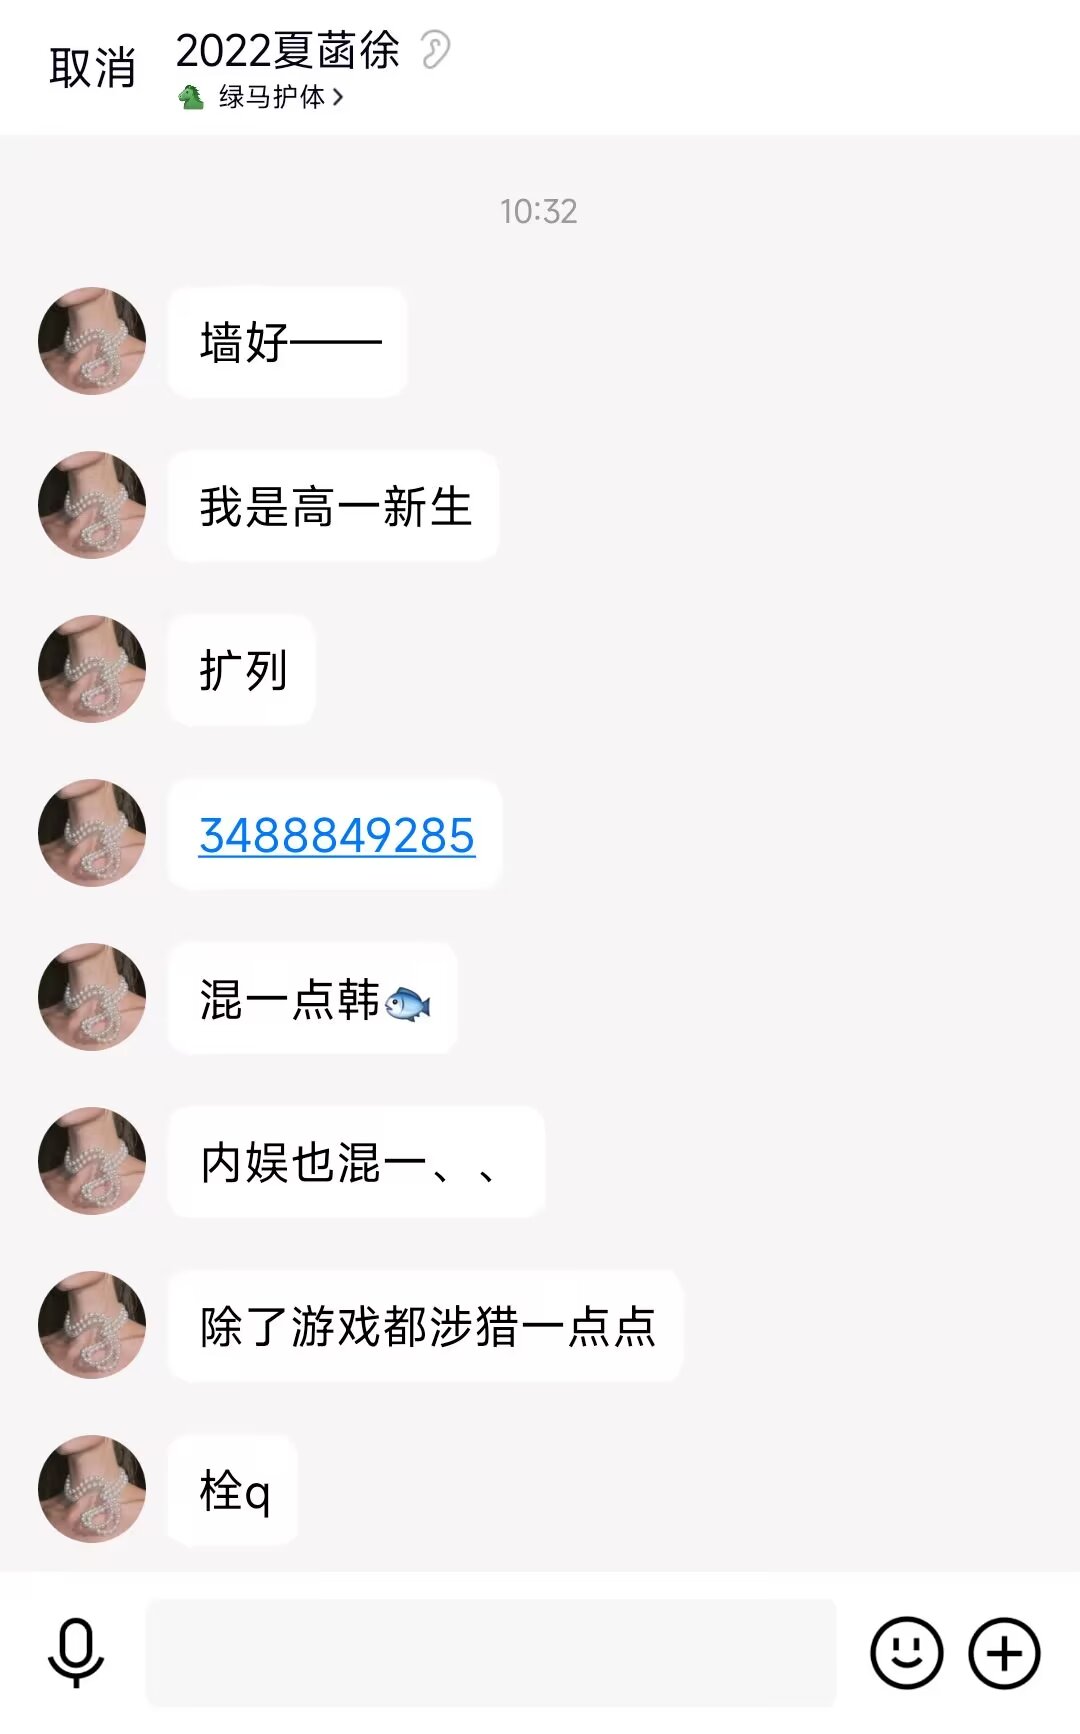 取消
2022夏菡徐
绿马护体
10:32
墙好——
我是高一新生
扩列
3488849285
混一点韩🐟
内娱也混一、、
除了游戏都涉猎一点点
栓q